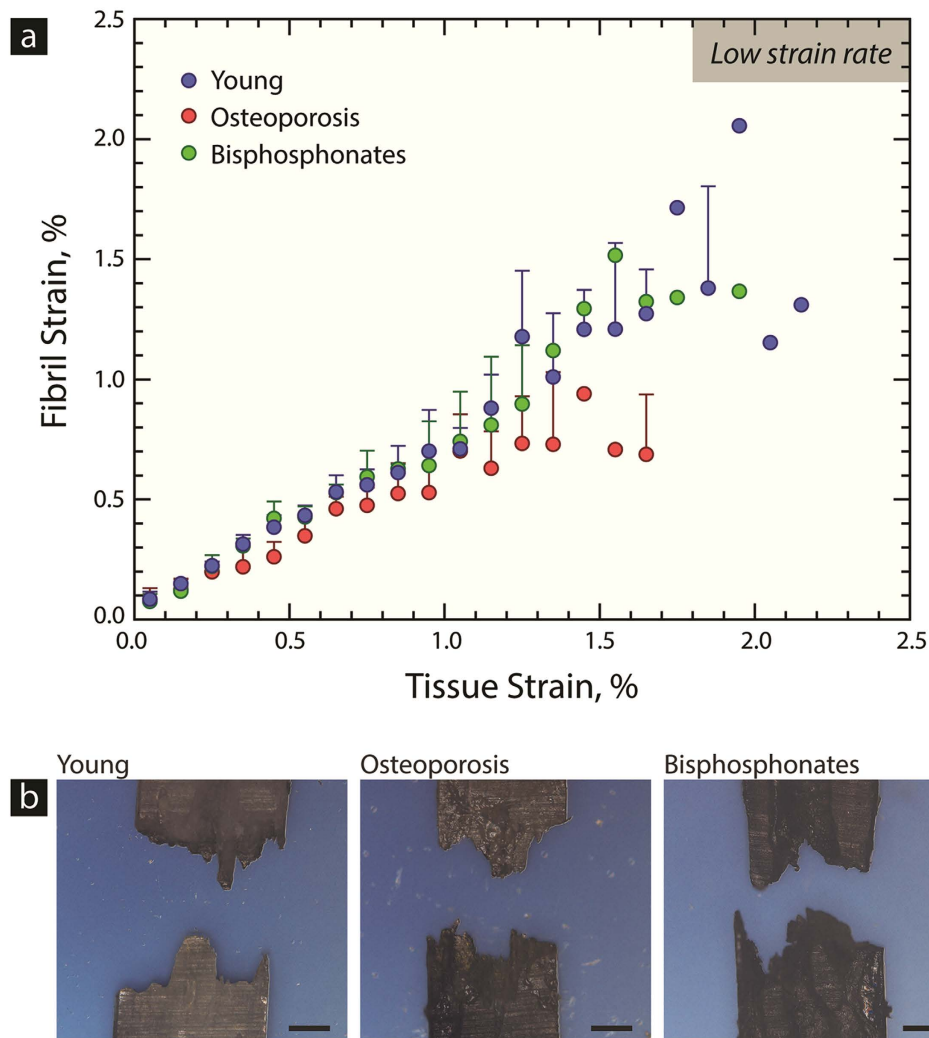 a
2.5
Low strain rate
Young
Osteoporosis
Bisphosphonates
2.0
1.5
1.0
0.5
0.0
Fibril Strain, %
0.0 0.5 1.0 1.5 2.0 2.5
Tissue Strain, %
Young Osteoporosis Bisphosphonates
b